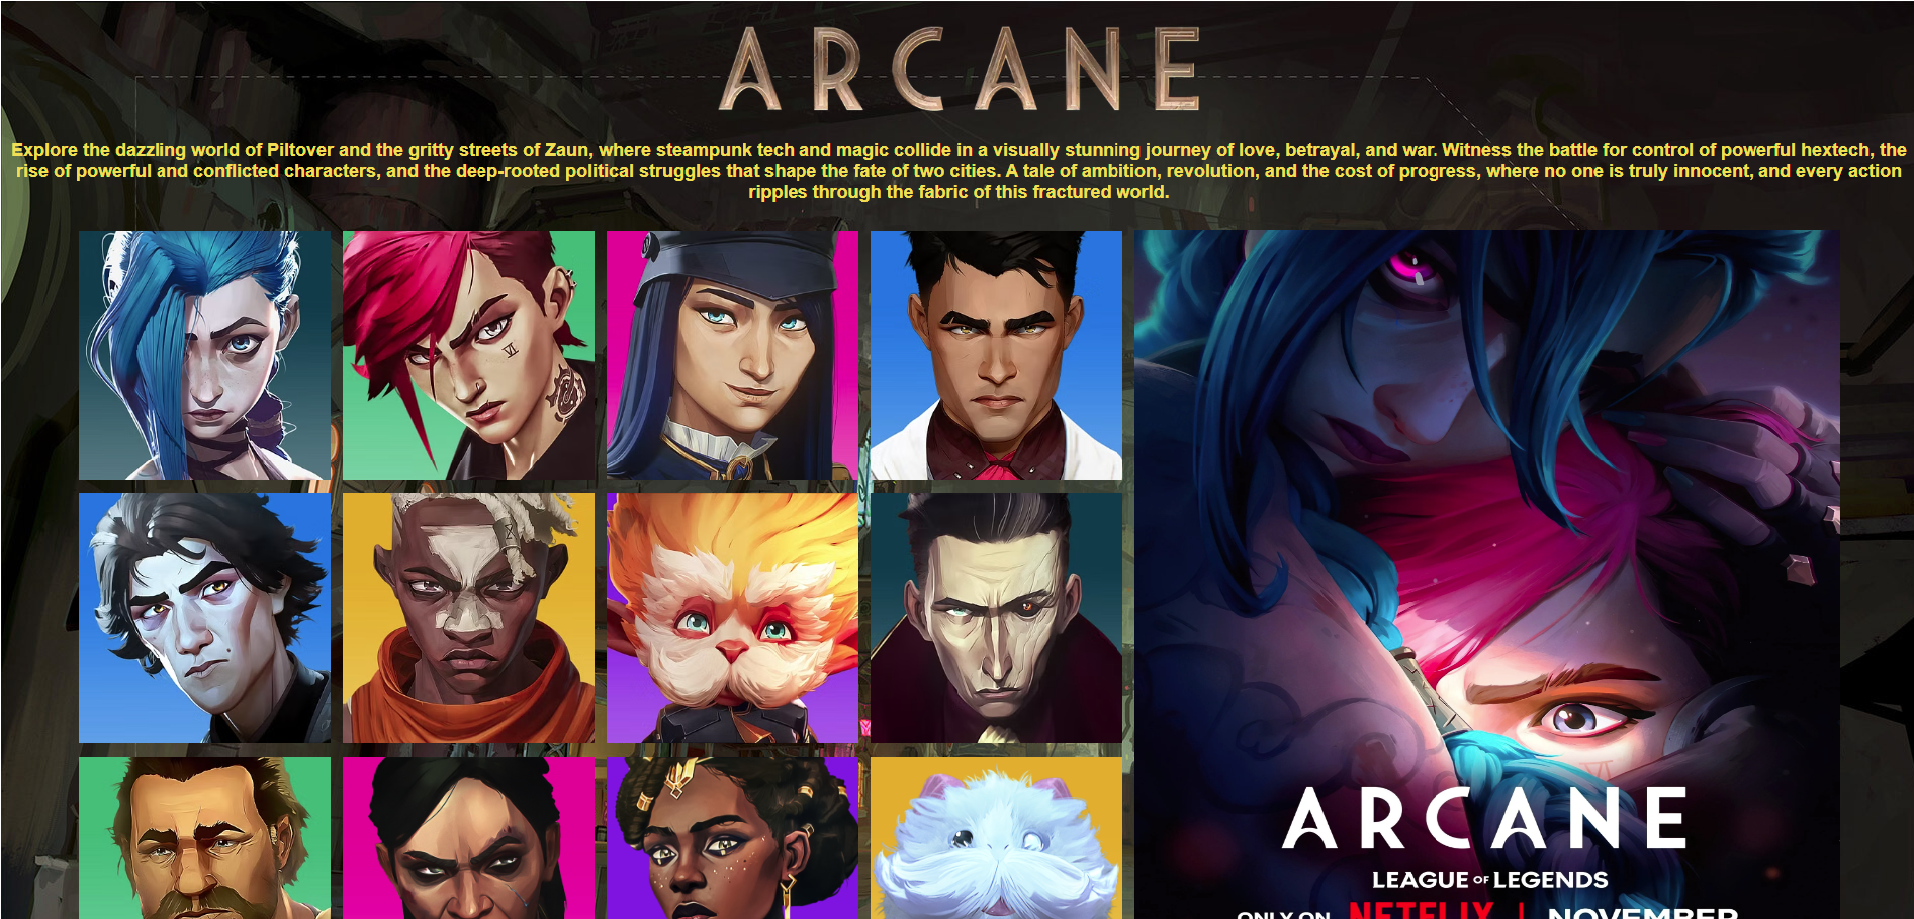 ARCANE
Explore the dazzling world of Piltover and the gritty streets of Zaun, where steampunk tech and magic collide in a visually stunning journey of love, betrayal, and war. Witness the battle for control of powerful hextech, the
rise of powerful and conflicted characters, and the deep-rooted political struggles that shape the fate of two cities. A tale of ambition, revolution, and the cost of progress, where no one is truly innocent, and every action
ripples through the fabric of this fractured world.
VI
VI
ARCANE
LEAGUE OF LEGENDS
ONLY ON NETFLIX | NOVEMBER